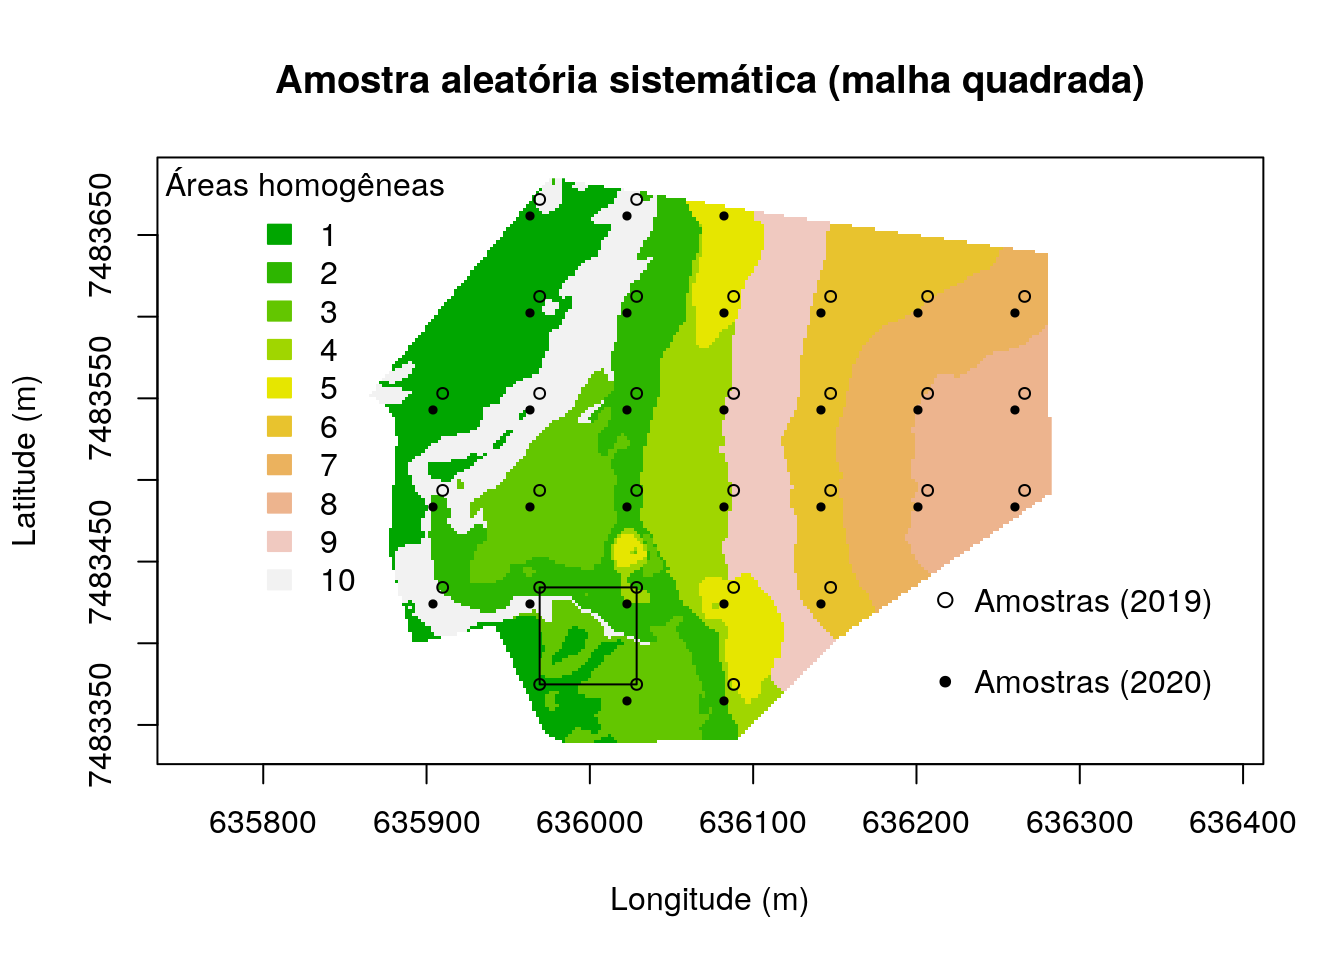 Amostra aleatória sistemática (malha quadrada)
Áreas homogêneas
1
2
3
4
5
6
7
8
9
10
Amostras (2019)
Amostras (2020)
Latitude (m)
7483650
7483550
7483450
7483350
635800 635900 636000 636100 636200 636300 636400
Longitude (m)